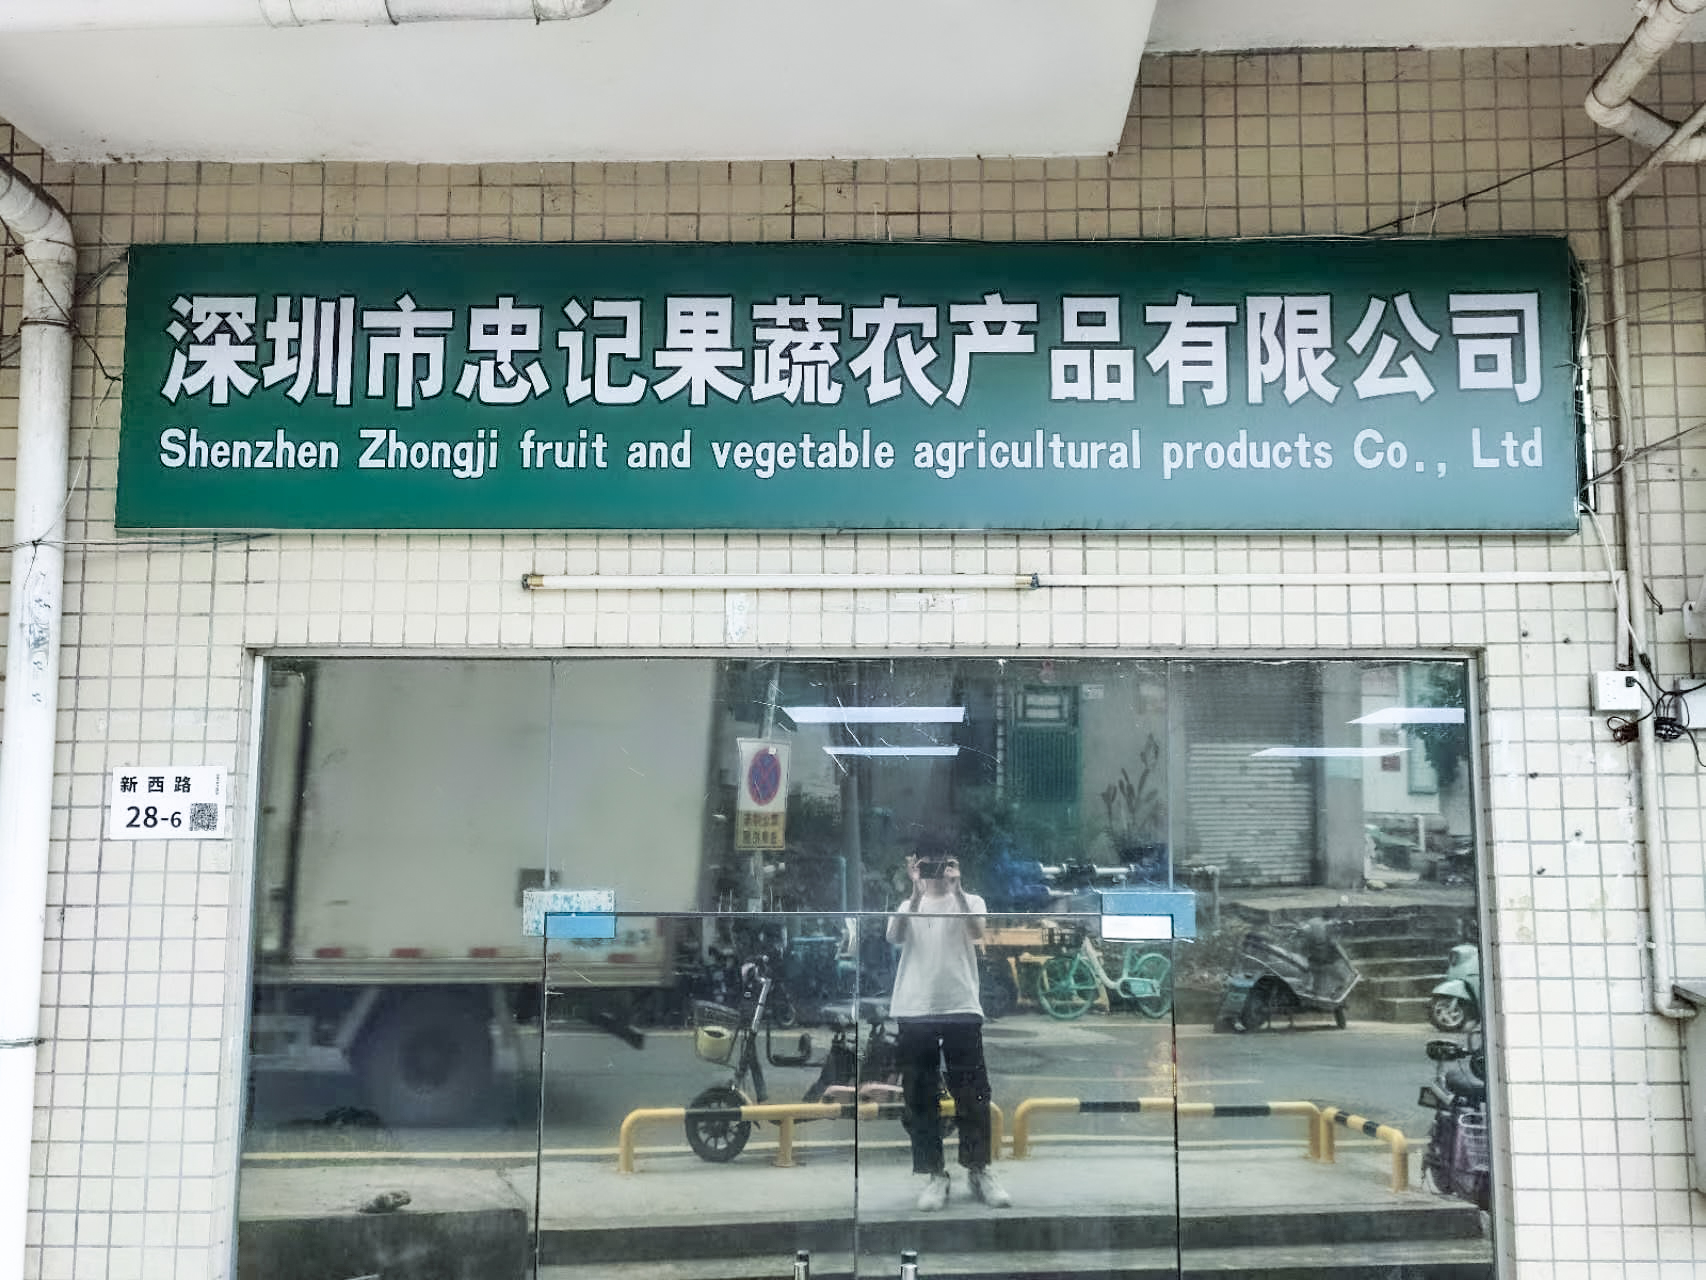 深圳市忠记果蔬农产品有限公司
Shenzhen Zhongji fruit and vegetable agricultural products Co., Ltd
新西路
28-6